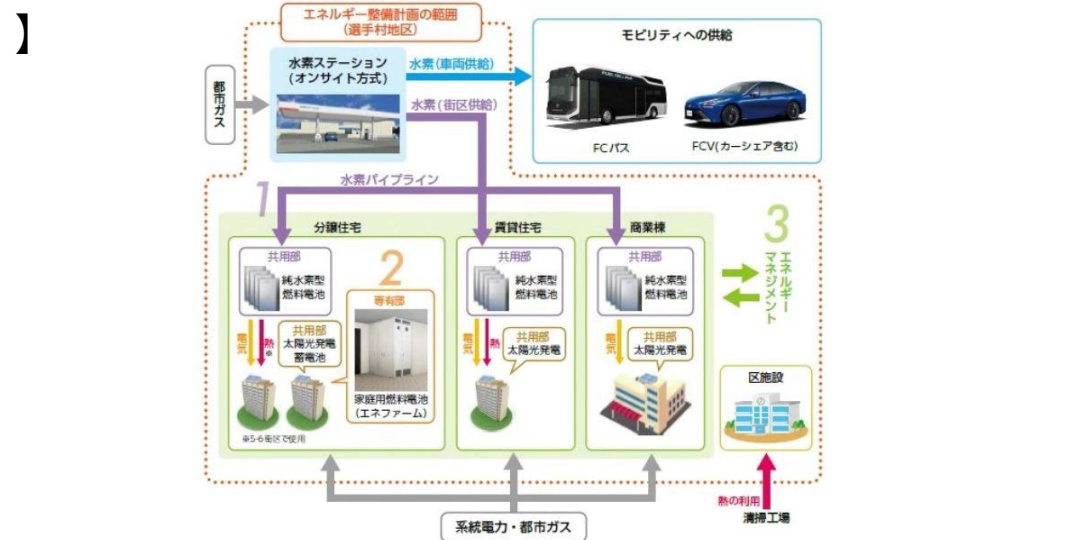 】
エネルギー整備計画の範囲
(選手村地区)
都市ガス
水素ステーション
(オンサイト方式)
水素(車両供給)
水素(街区供給)
モビリティへの供給
FCバス
FCV(カーシェア含む)
水素パイプライン
1
分譲住宅
共用部
純水素型
燃料電池
2
専有部
家庭用燃料電池
(エネファーム)
電気
熱
※
共用部
太陽光発電
蓄電池
※5-6街区で使用
賃貸住宅
共用部
純水素型
燃料電池
電気
熱
共用部
太陽光発電
商業棟
共用部
純水素型
燃料電池
電気
共用部
太陽光発電
3
エネルギー
マネジメント
区施設
熱の利用
清掃工場
系統電力・都市ガス